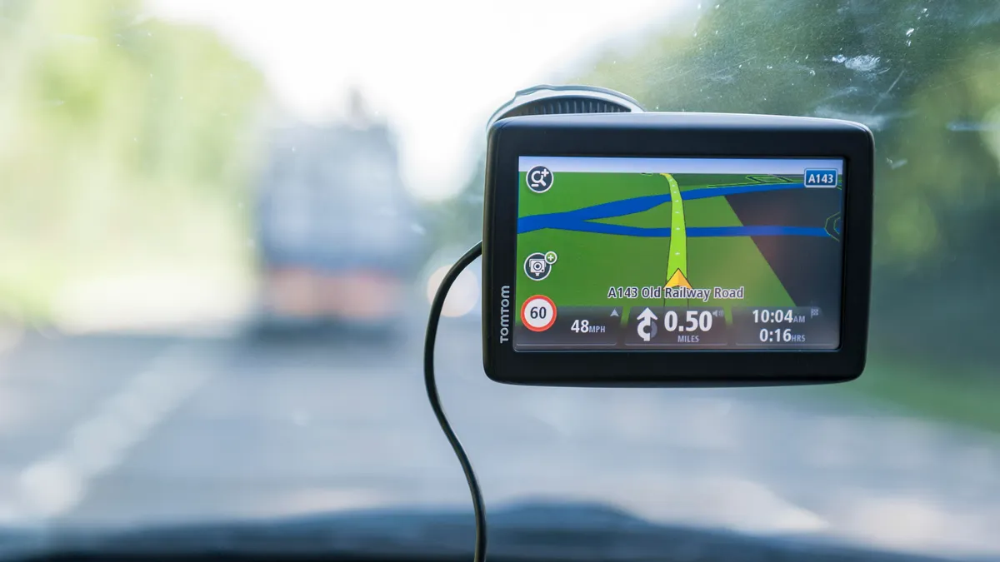 A143
A143 Old Railway Road
TOMTOM
60
48MPH
0.50
MILES
10:04AM
0:16HRS